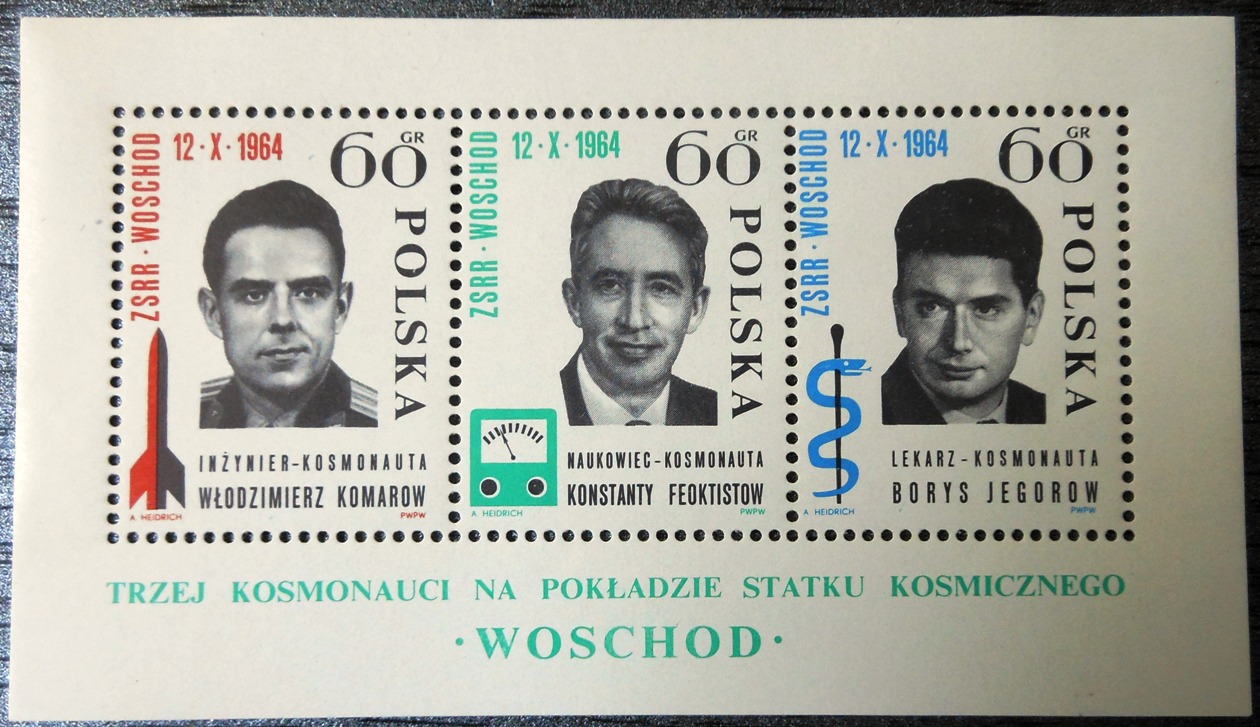 ZSRR · WOSCHOD
12 · X · 1964
60 GR
POLSKA
INŻYNIER-KOSMONAUTA
WŁODZIMIERZ KOMAROW
A. HEIDRICH
PWPW
ZSRR · WOSCHOD
12 · X · 1964
60 GR
POLSKA
NAUKOWIEC-KOSMONAUTA
KONSTANTY FEOKTISTOW
A. HEIDRICH
PWPW
ZSRR · WOSCHOD
12 · X · 1964
60 GR
POLSKA
LEKARZ-KOSMONAUTA
BORYS JEGOROW
A. HEIDRICH
PWPW
TRZEJ KOSMONAUCI NA POKŁADZIE STATKU KOSMICZNEGO
·WOSCHOD·